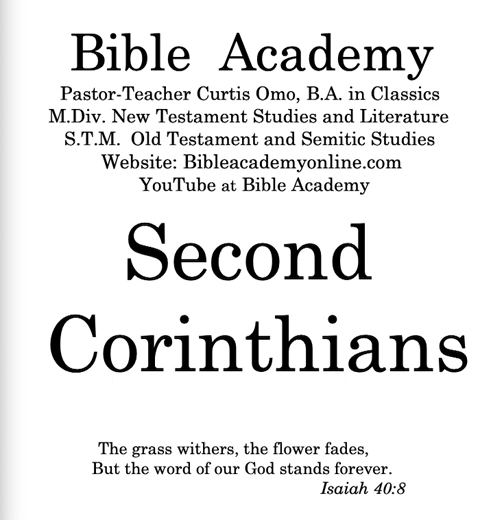 Bible Academy
Pastor-Teacher Curtis Omo, B.A. in Classics
M.Div. New Testament Studies and Literature
S.T.M. Old Testament and Semitic Studies
Website: Bibleacademyonline.com
YouTube at Bible Academy
Second
Corinthians
The grass withers, the flower fades,
But the word of our God stands forever.
Isaiah 40:8